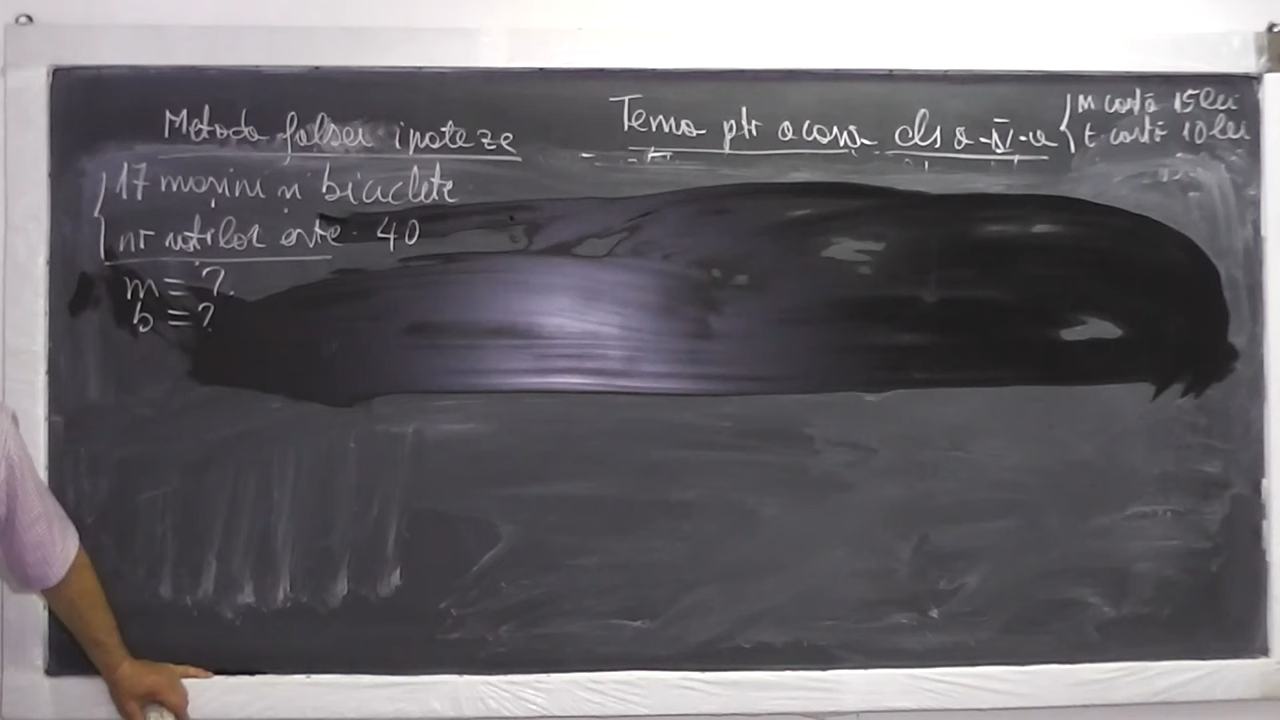 Metoda falsei ipoteze
17 mașini și biciclete
nr roților este 40
m = ?
b = ?
Tema ptr acasă cls a-IV-a
M costă 15 lei
t costă 10 lei